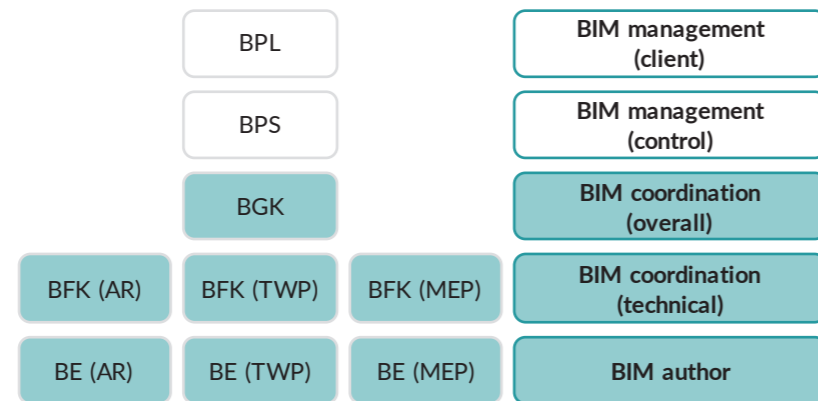 BPL
BIM management
(client)
BPS
BIM management
(control)
BGK
BIM coordination
(overall)
BFK (AR)
BFK (TWP)
BFK (MEP)
BIM coordination
(technical)
BE (AR)
BE (TWP)
BE (MEP)
BIM author